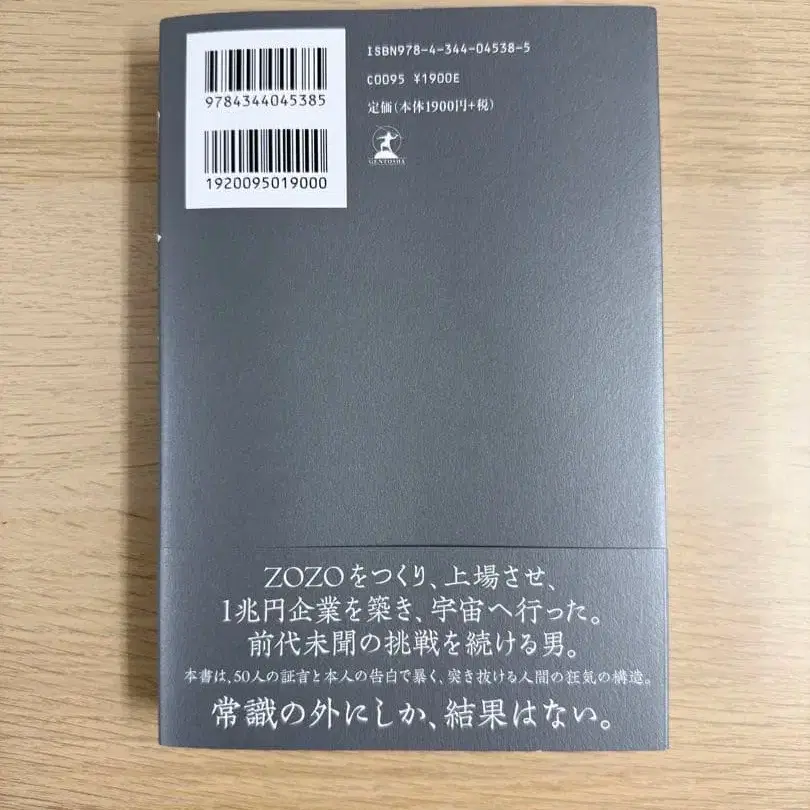 9784344045385
1920095019000
ISBN978-4-344-04538-5
C0095 ¥1900E
定価(本体1900円+税)
GENTOSHA
ZOZOをつくり、上場させ、
1兆円企業を築き、宇宙へ行った。
前代未聞の挑戦を続ける男。
本書は、50人の証言と本人の告白で暴く、突き抜ける人間の狂気の構造。
常識の外にしか、結果はない。